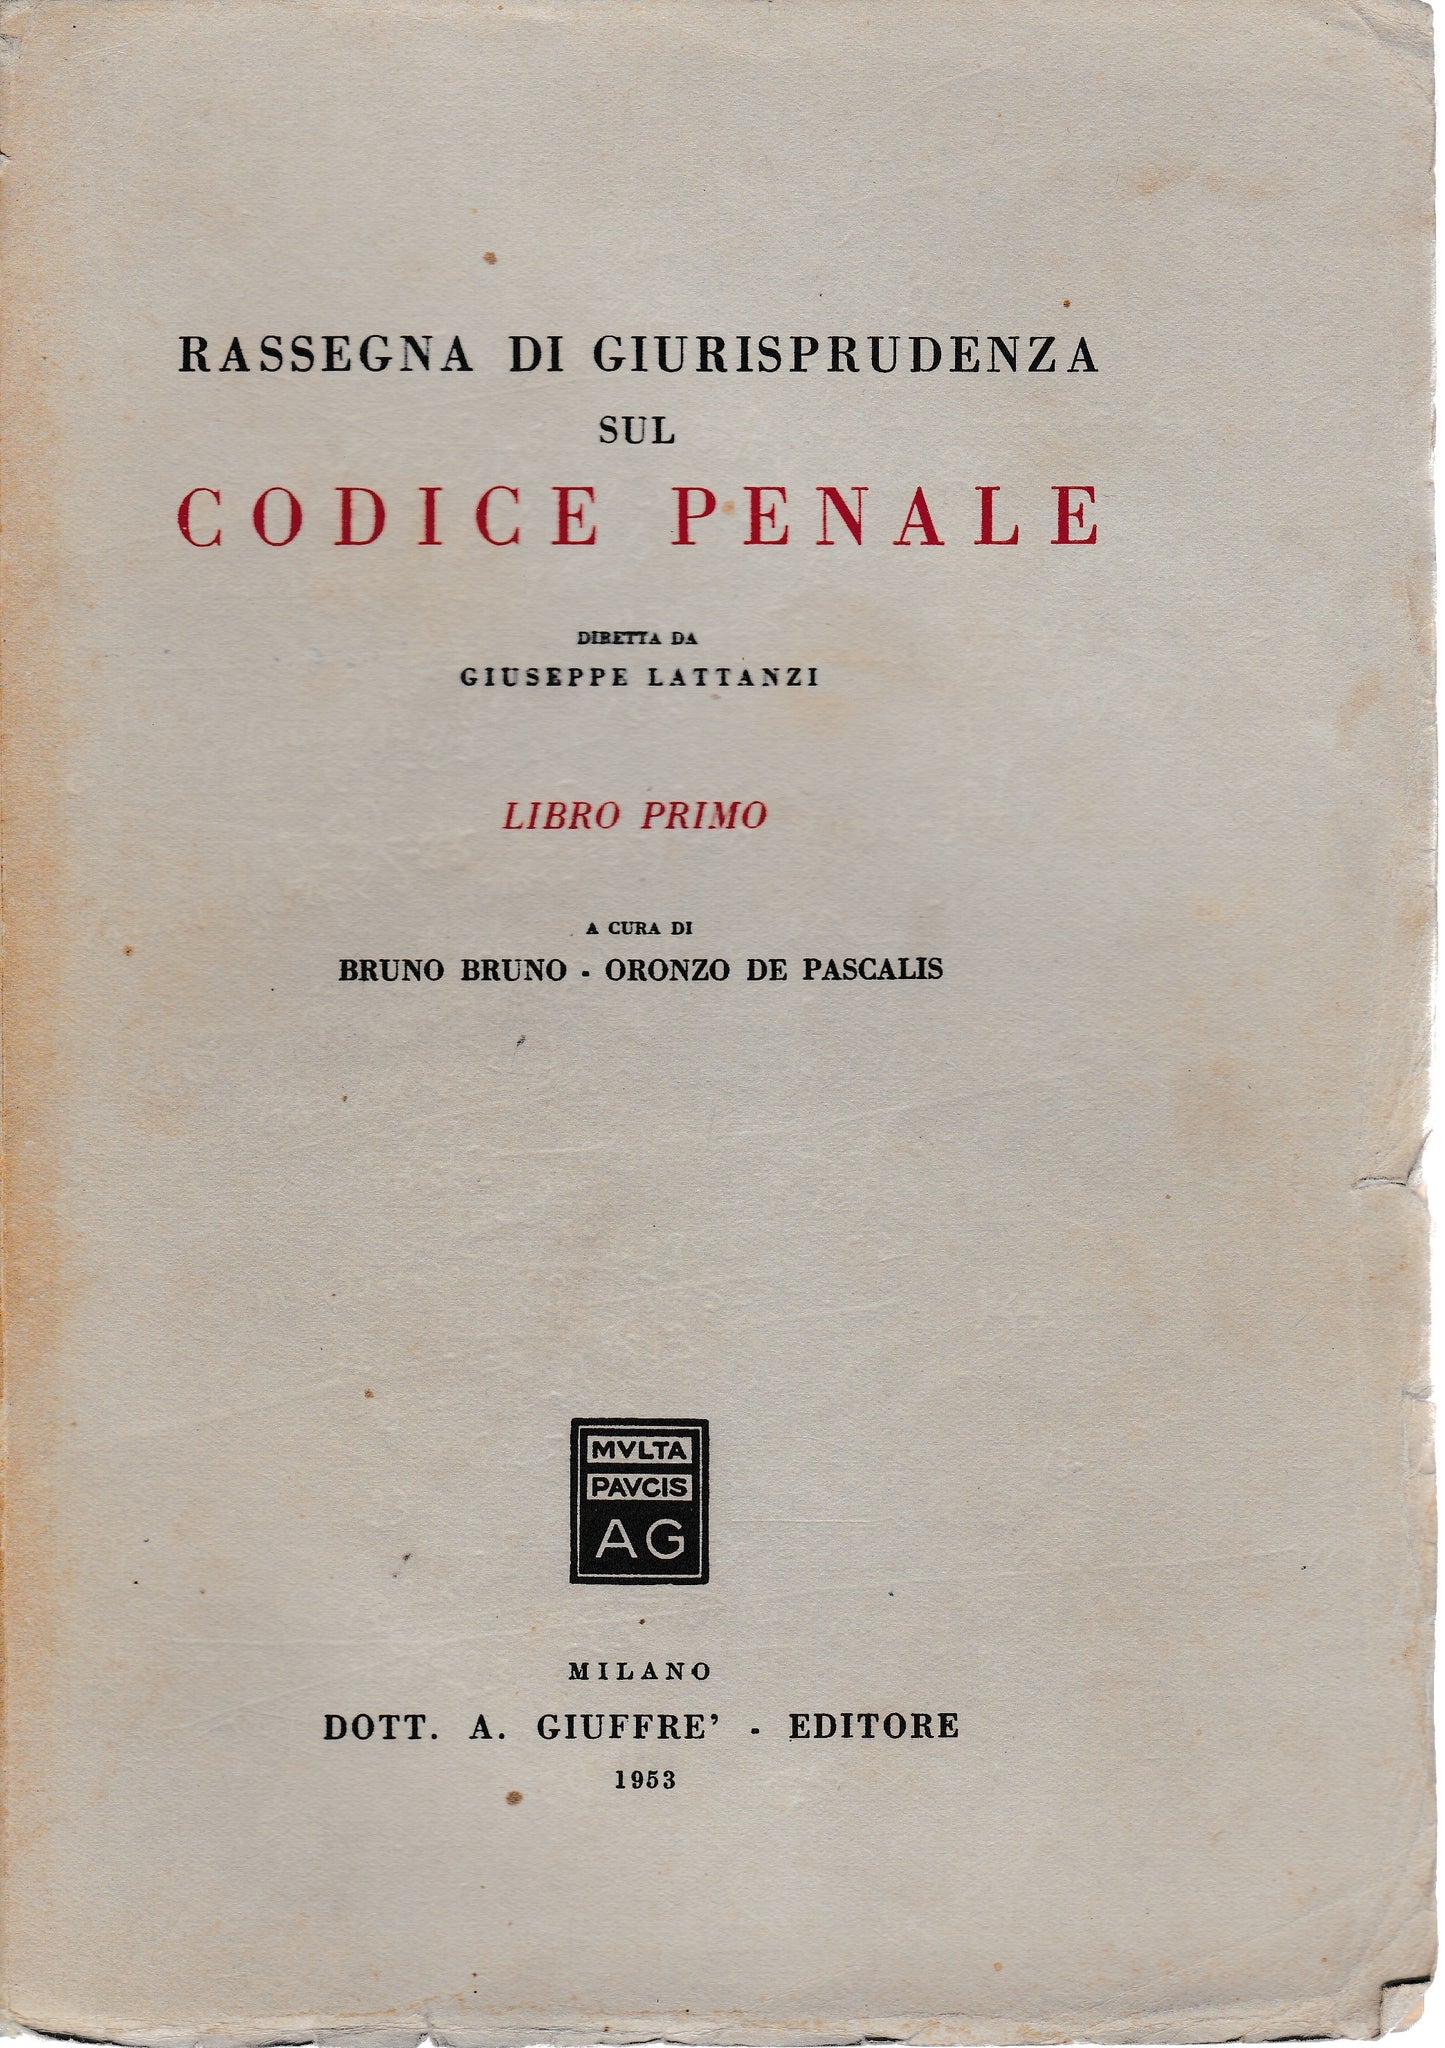 RASSEGNA DI GIURISPRUDENZA
SUL
CODICE PENALE
DIRETTA DA
GIUSEPPE LATTANZI
LIBRO PRIMO
A CURA DI
BRUNO BRUNO - ORONZO DE PASCALIS
MVLTA
PAVCIS
AG
MILANO
DOTT. A. GIUFFRE' - EDITORE
1953